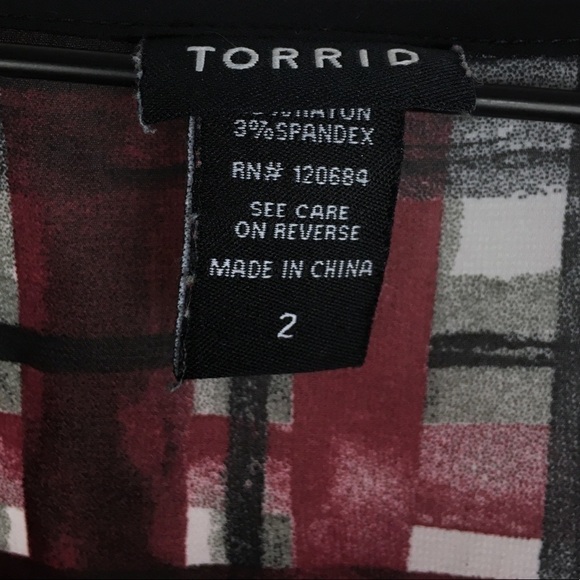 TORRID
3%SPANDEX
RN# 120684
SEE CARE
ON REVERSE
MADE IN CHINA
2